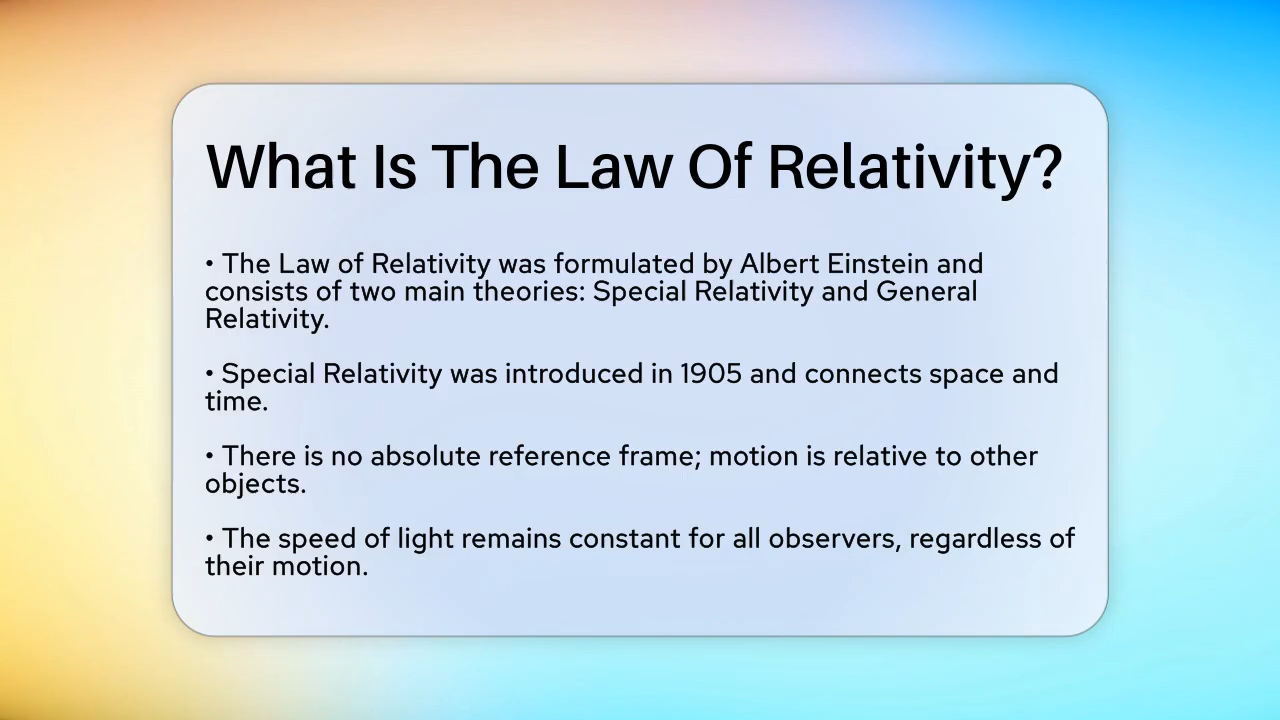 What Is The Law Of Relativity?
• The Law of Relativity was formulated by Albert Einstein and
consists of two main theories: Special Relativity and General
Relativity.
• Special Relativity was introduced in 1905 and connects space and
time.
• There is no absolute reference frame; motion is relative to other
objects.
• The speed of light remains constant for all observers, regardless of
their motion.